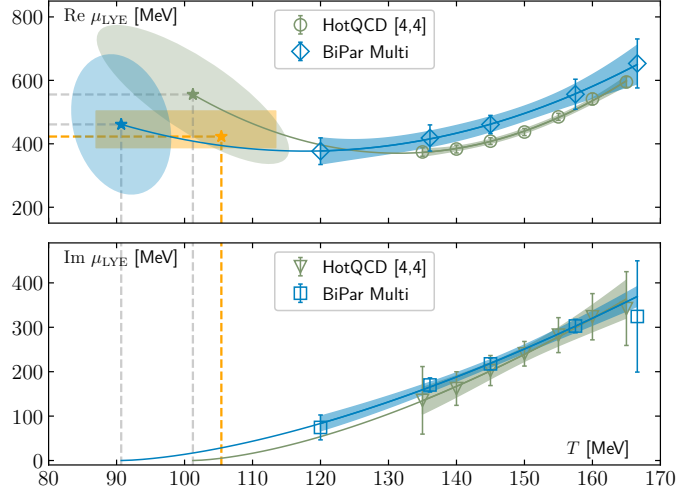 Re μLYE [MeV]
HotQCD [4,4]
BiPar Multi
800
600
400
200
Im μLYE [MeV]
HotQCD [4,4]
BiPar Multi
400
300
200
100
0
T [MeV]
80 90 100 110 120 130 140 150 160 170